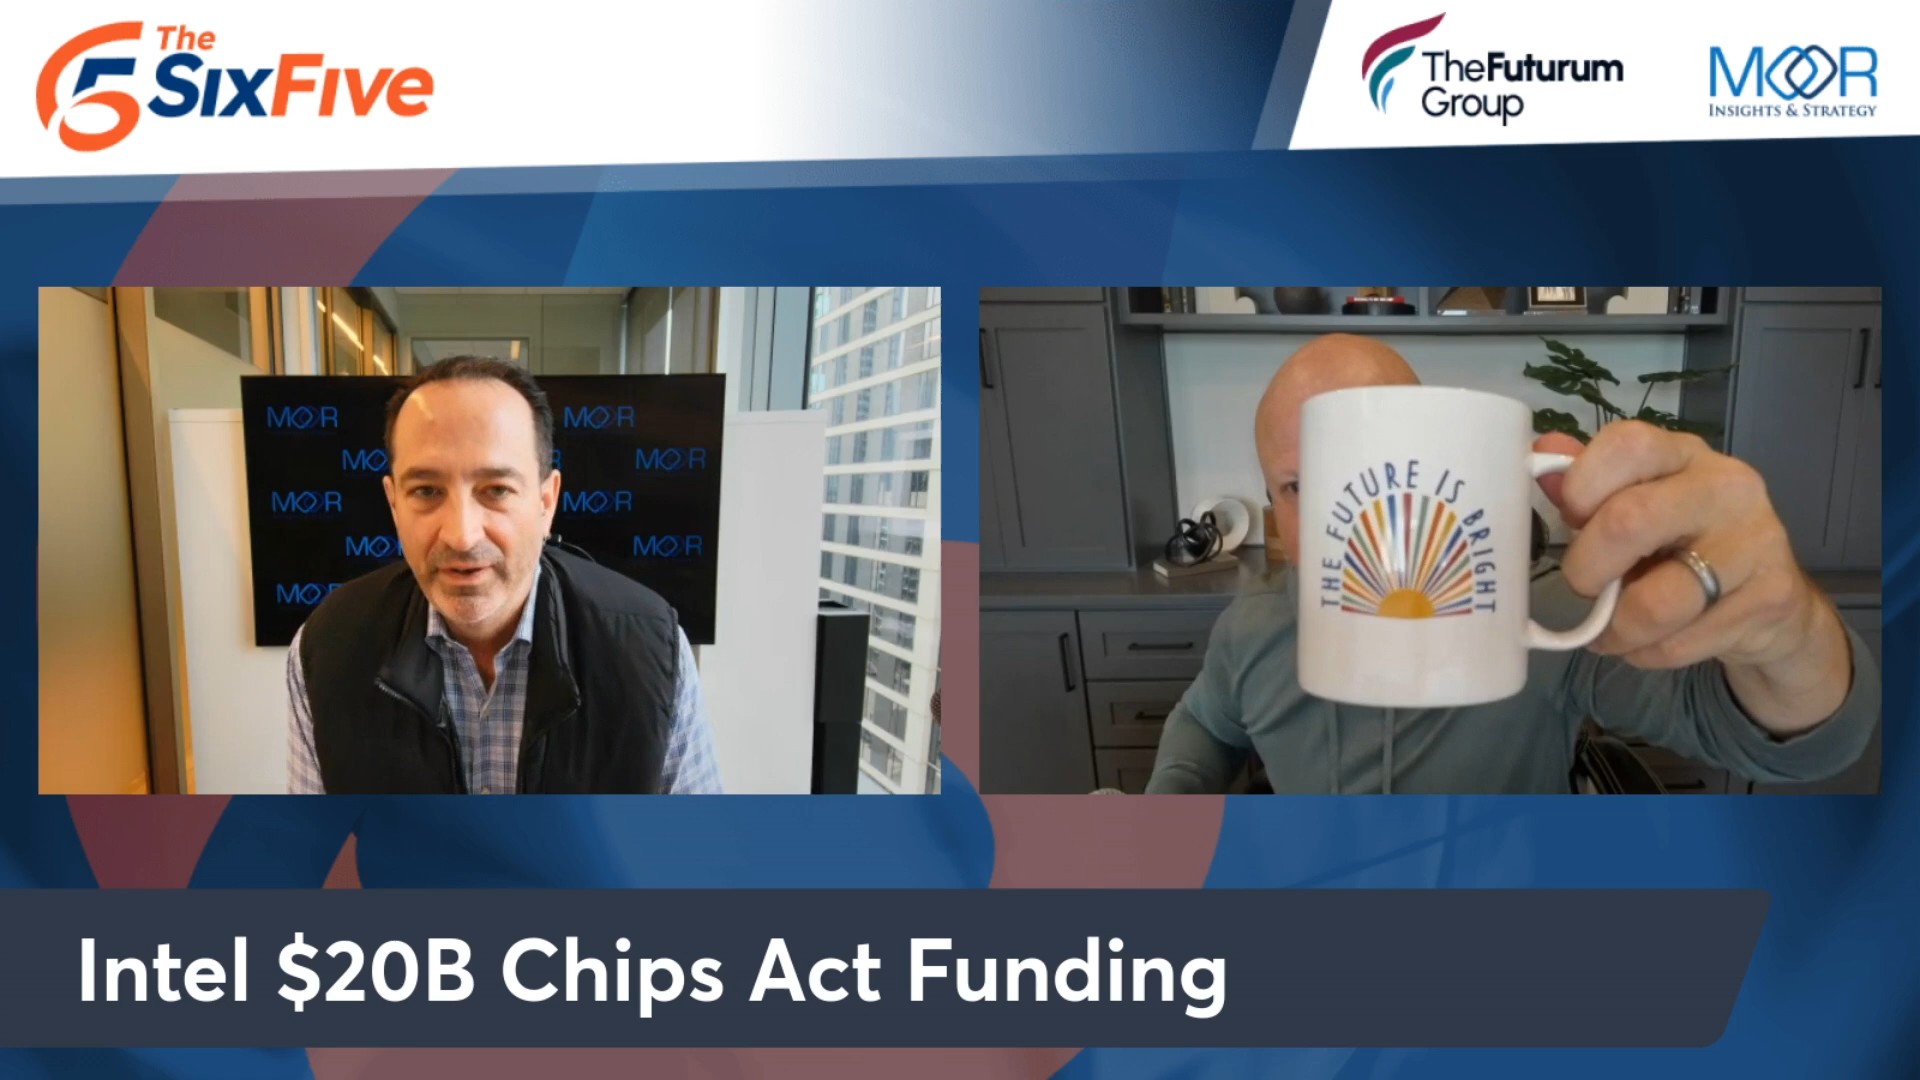 The
SixFive
TheFuturum
Group
MOOR
INSIGHTS & STRATEGY
MOOR
MOOR
MOOR
MOOR
MOOR
MOOR
THE FUTURE IS BRIGHT
Intel $20B Chips Act Funding